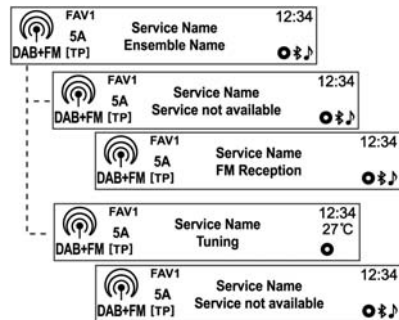 FAV1 Service Name 12:34
5A Ensemble Name
DAB+FM [TP]
FAV1 Service Name 12:34
5A Service not available
DAB+FM [TP]
FAV1 Service Name 12:34
5A FM Reception
DAB+FM [TP]
FAV1 Service Name 12:34
5A Tuning 27°C
DAB+FM [TP]
FAV1 Service Name 12:34
5A Service not available
DAB+FM [TP]